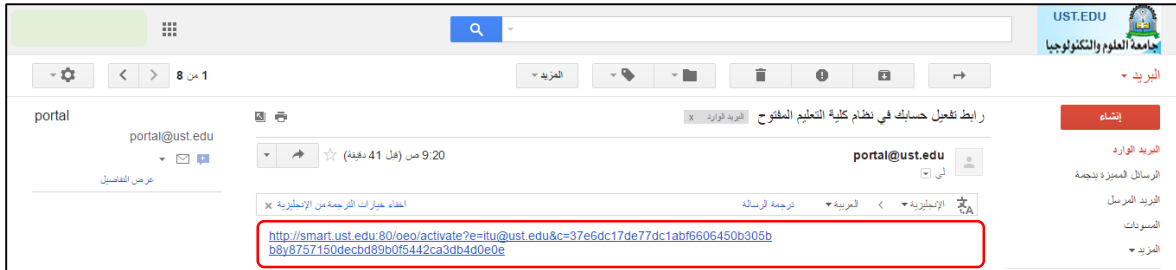 UST.EDU
جامعة العلوم والتكنولوجيا
البريد
المزيد
1 من 8
إنشاء
البريد الوارد
الرسائل المميزة بنجمة
البريد المرسل
المسودات
المزيد
رابط تفعيل حسابك في نظام كلية التعليم المفتوح البريد الوارد x
portal@ust.edu
9:20 ص (قبل 41 دقيقة)
لي
الإنجليزية > العربية ترجمة الرسالة
اخفاء خيارات الترجمة من الإنجليزية ×
http://smart.ust.edu:80/oeo/activate?e=itu@ust.edu&c=37e6dc17de77dc1abf6606450b305b
b8y8757150decbd89b0f5442ca3db4d0e0e
portal
portal@ust.edu
عرض التفاصيل